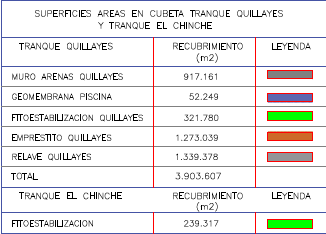 SUPERFICIES AREAS EN CUBETA TRANQUE QUILLAYES
Y TRANQUE EL CHINCHE
TRANQUE QUILLAYES RECUBRIMIENTO (m2) LEYENDA
MURO ARENAS QUILLAYES 917.161
GEOMEMBRANA PISCINA 52.249
FITOESTABILIZACION QUILLAYES 321.780
EMPRESTITO QUILLAYES 1.273.039
RELAVE QUILLAYES 1.339.378
TOTAL 3.903.607
TRANQUE EL CHINCHE RECUBRIMIENTO (m2) LEYENDA
FITOESTABILIZACION 239.317